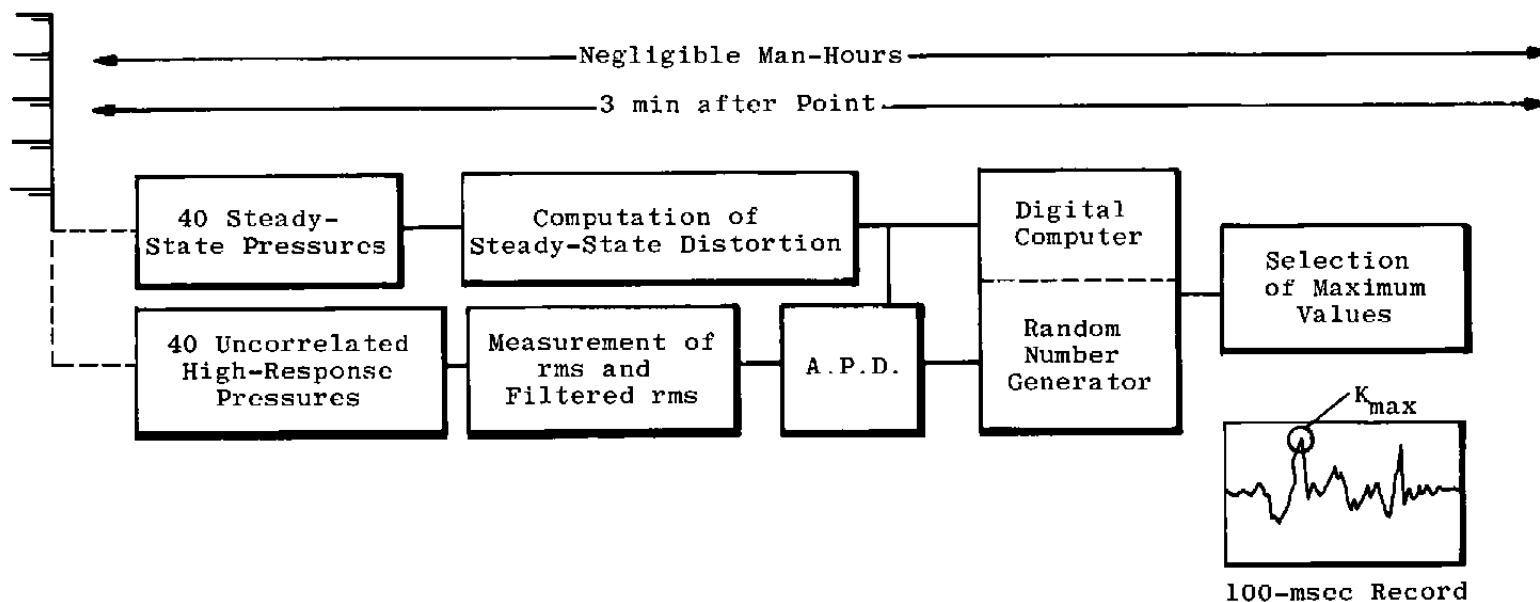 Negligible Man-Hours
3 min after Point
40 Steady-
State Pressures
Computation of
Steady-State Distortion
Digital
Computer
Selection
of Maximum
Values
40 Uncorrelated
High-Response
Pressures
Measurement of
rms and
Filtered rms
A.P.D.
Random
Number
Generator
Kmax
100-msec Record